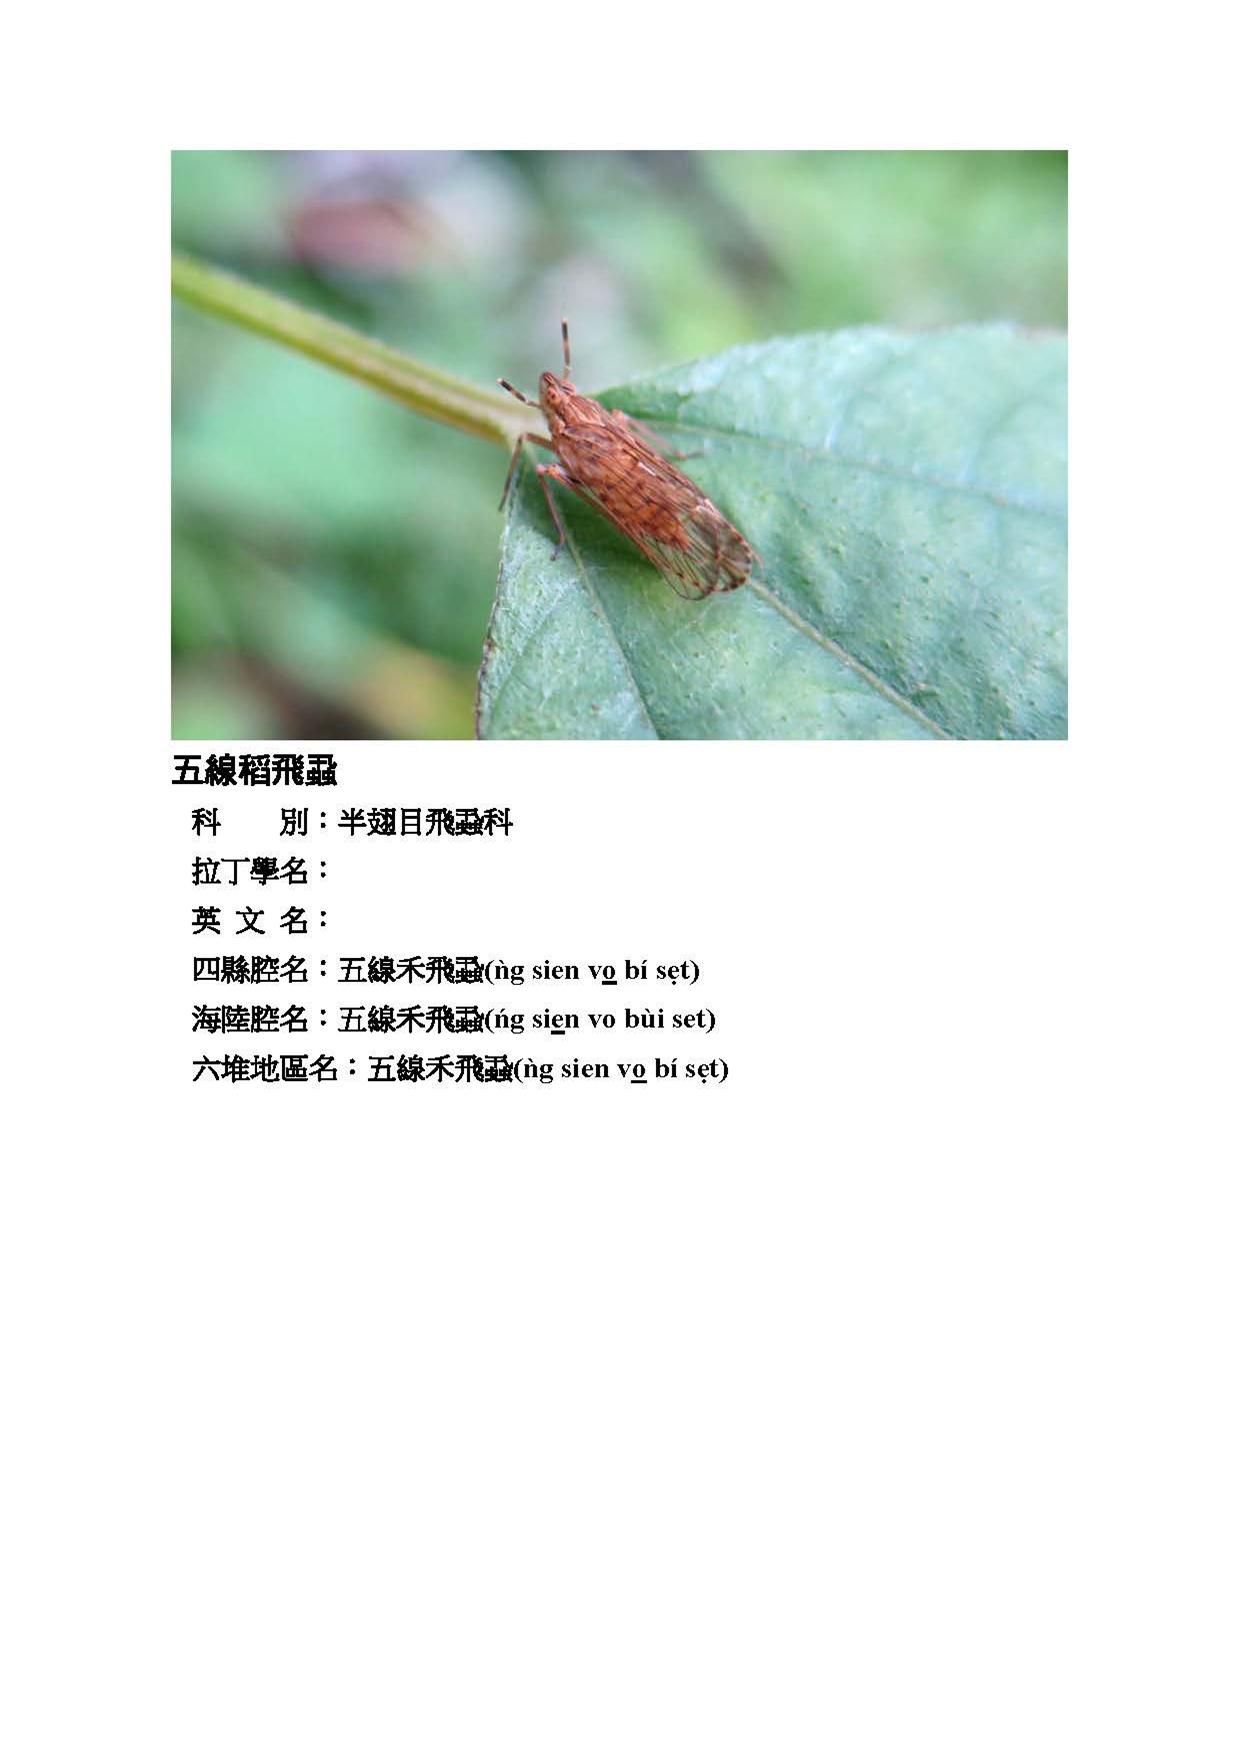 五線稻飛蝨
科　　別：半翅目飛蝨科
拉丁學名：
英 文 名：
四縣腔名：五線禾飛蝨(ǹg sien vo̲ bí sẹt)
海陸腔名：五線禾飛蝨(ńg sie̲n vo bùi set)
六堆地區名：五線禾飛蝨(ǹg sien vo̲ bí sẹt)